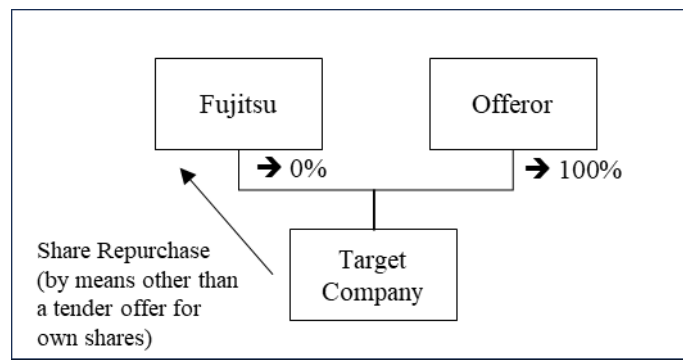 Fujitsu
Offeror
➔ 0%
➔ 100%
Share Repurchase
(by means other than
a tender offer for
own shares)
Target
Company